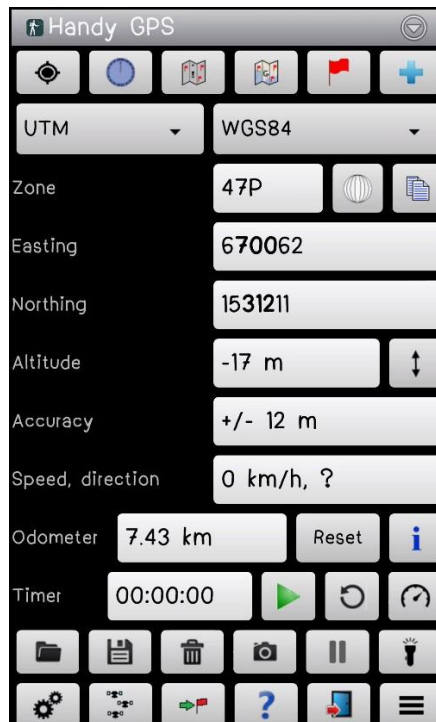 Handy GPS
UTM WGS84
Zone 47P
Easting 670062
Northing 1531211
Altitude -17 m
Accuracy +/- 12 m
Speed, direction 0 km/h, ?
Odometer 7.43 km Reset i
Timer 00:00:00
?